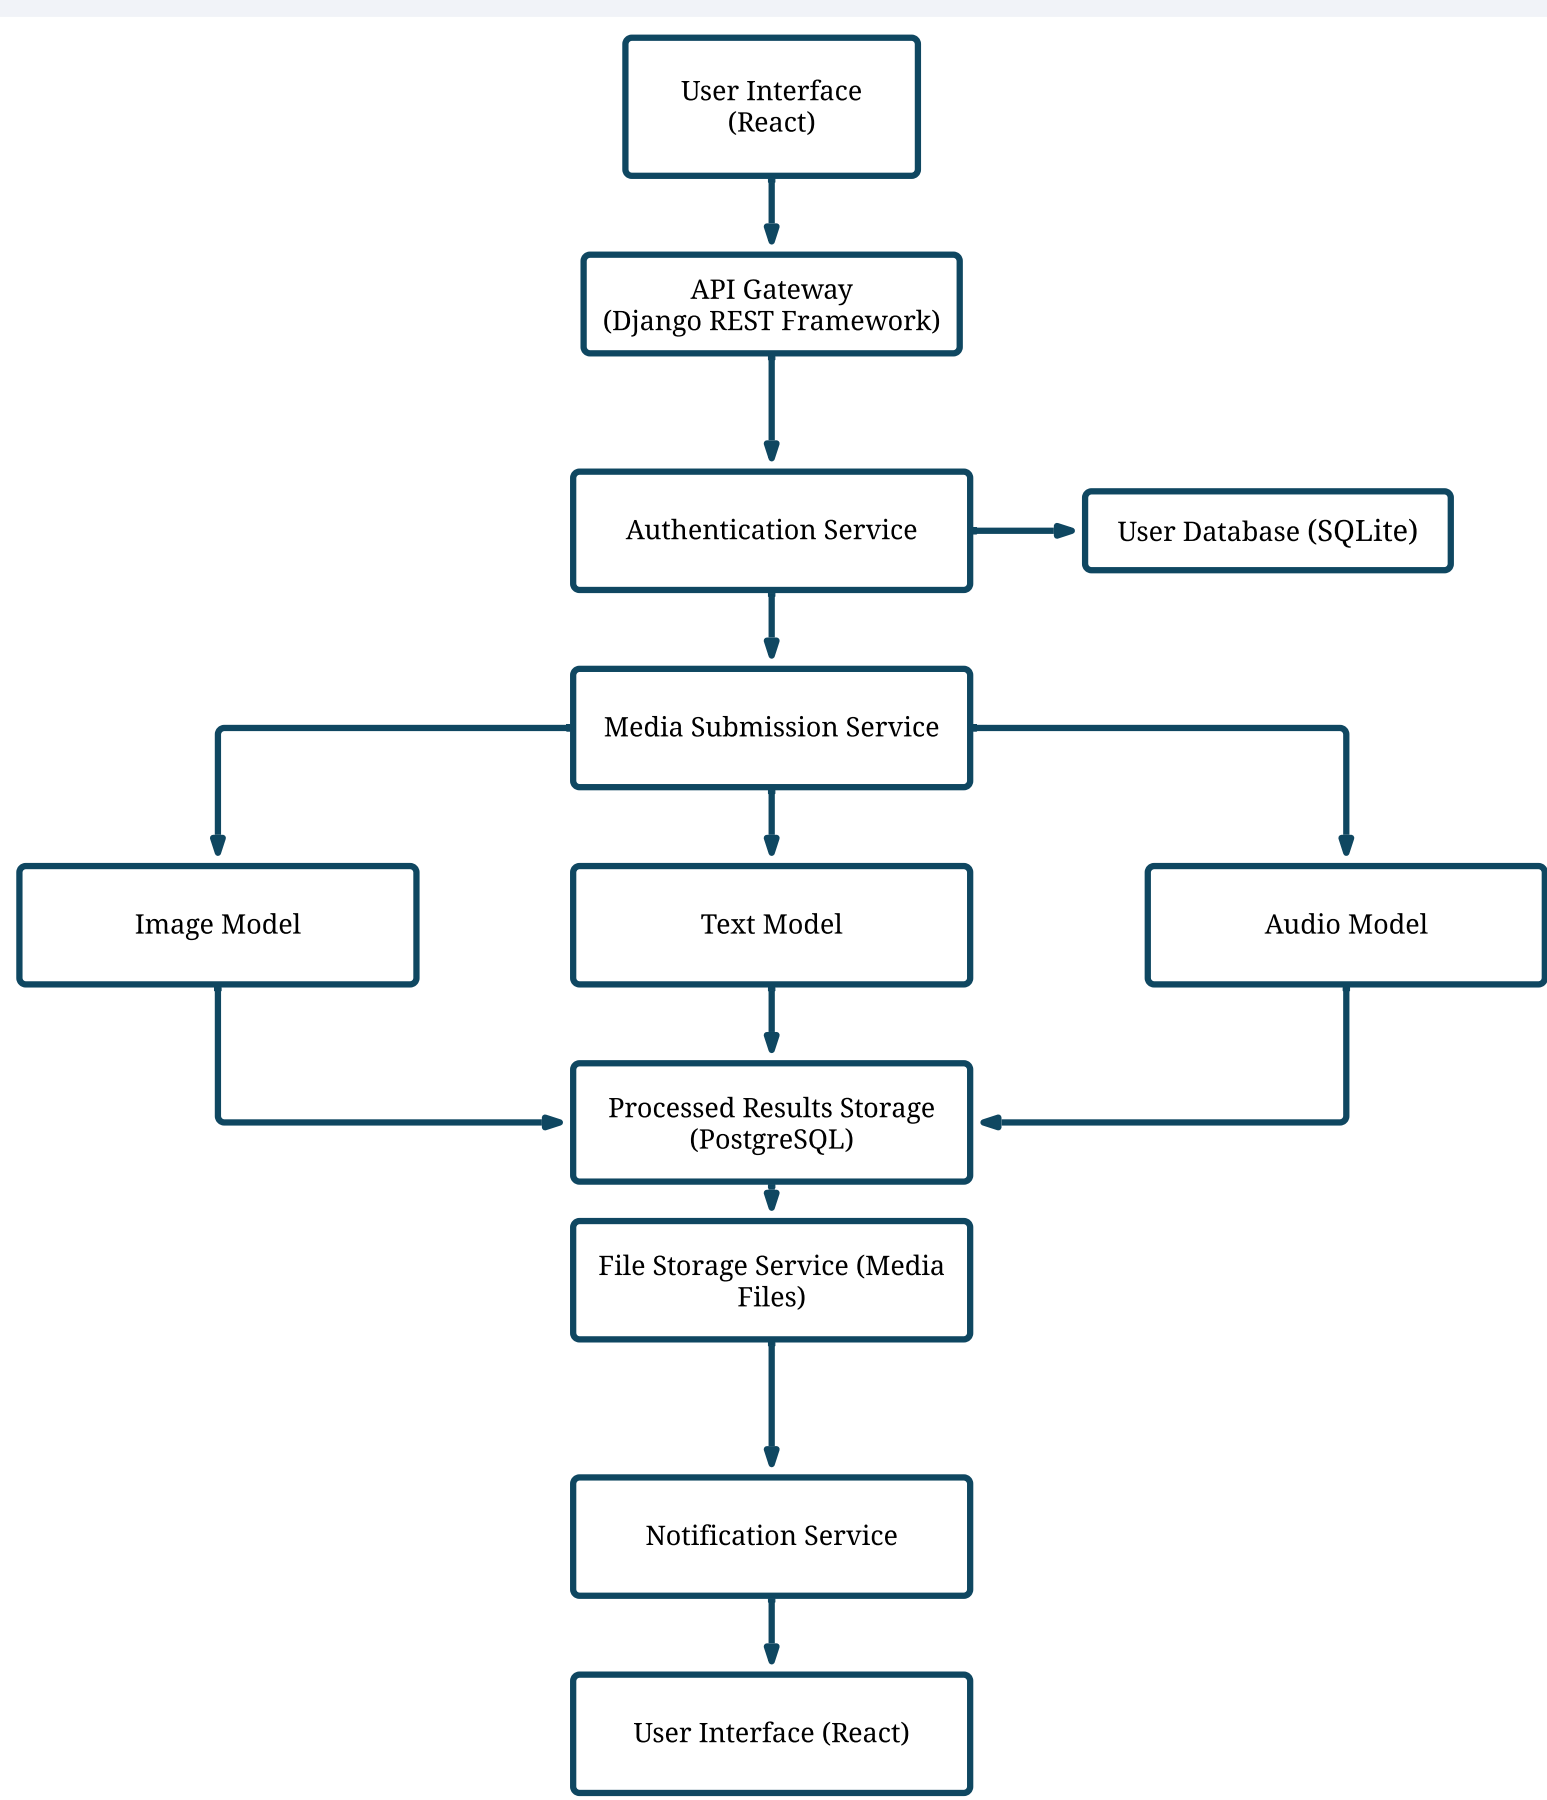 User Interface
(React)
API Gateway
(Django REST Framework)
Authentication Service
User Database (SQLite)
Media Submission Service
Image Model
Text Model
Audio Model
Processed Results Storage
(PostgreSQL)
File Storage Service (Media
Files)
Notification Service
User Interface (React)